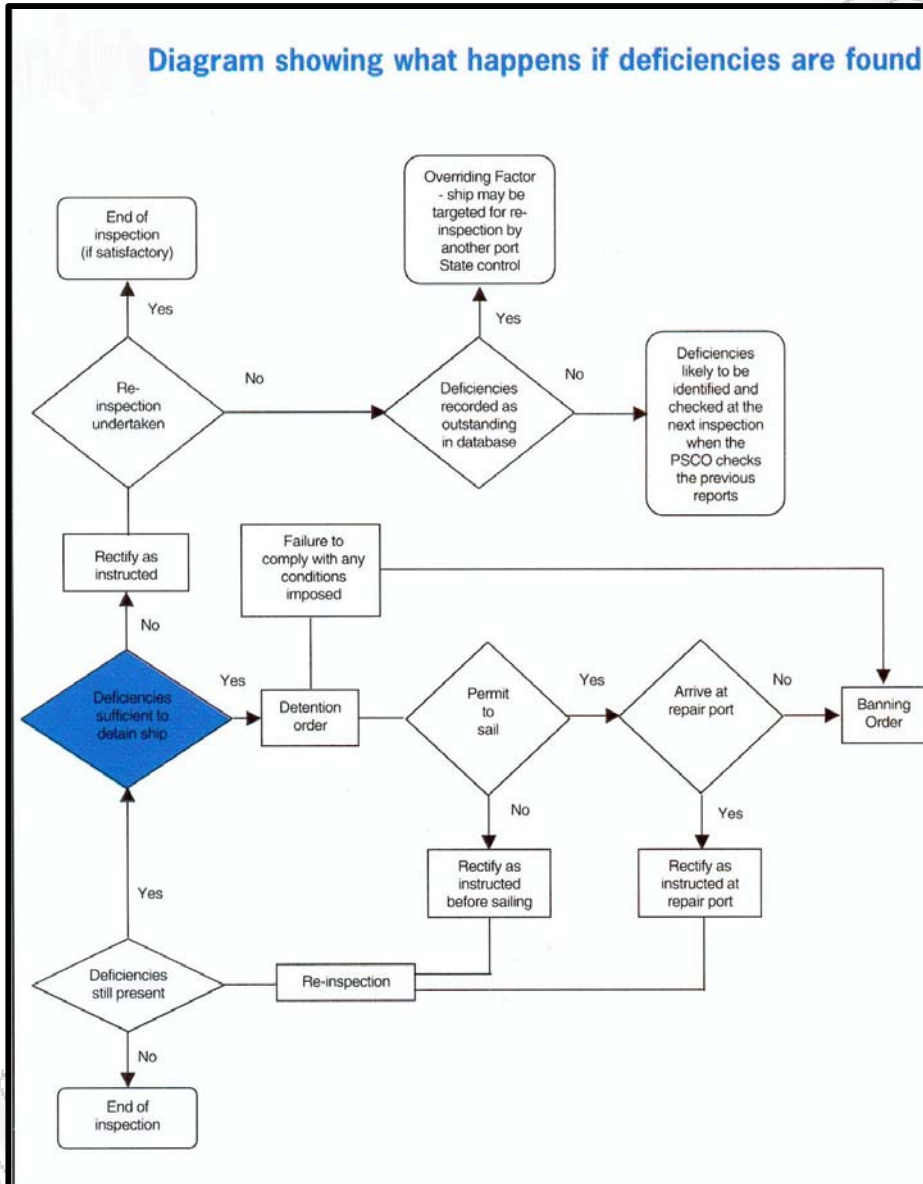 Diagram showing what happens if deficiencies are found
Overriding Factor
- ship may be
targeted for re-
inspection by
another port
State control
End of
inspection
(if satisfactory)
Yes
Yes
Re-
inspection
undertaken
No
Deficiencies
recorded as
outstanding
in database
No
Deficiencies
likely to be
identified and
checked at the
next inspection
when the
PSCO checks
the previous
reports
Rectify as
instructed
Failure to
comply with any
conditions
imposed
No
Deficiencies
sufficient to
detain ship
Yes
Detention
order
Permit
to
sail
Yes
Arrive at
repair port
No
Banning
Order
No
Yes
Rectify as
instructed
before sailing
Rectify as
instructed at
repair port
Yes
Deficiencies
still present
Re-inspection
No
End of
inspection